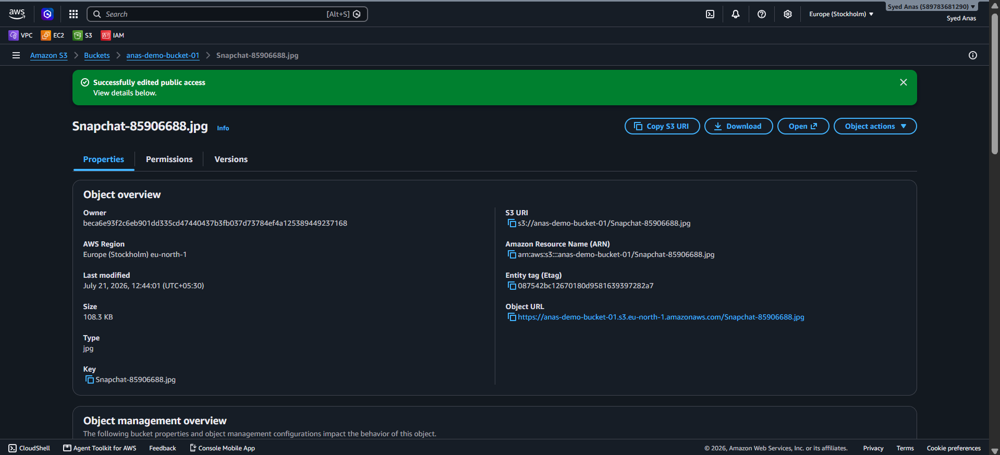 aws
Search [Alt+S]
Europe (Stockholm)
Syed Anas (589783681290)
Syed Anas
VPC EC2 S3 IAM
Amazon S3 Buckets anas-demo-bucket-01 Snapchat-85906688.jpg
Successfully edited public access
View details below.
Snapchat-85906688.jpg Info
Copy S3 URI Download Open Object actions
Properties Permissions Versions
Object overview
Owner
beca6e93f2c6eb901dd335cd47440437b3fb037d73784ef4a125389449237168
AWS Region
Europe (Stockholm) eu-north-1
Last modified
July 21, 2026, 12:44:01 (UTC+05:30)
Size
108.3 KB
Type
jpg
Key
Snapchat-85906688.jpg
S3 URI
s3://anas-demo-bucket-01/Snapchat-85906688.jpg
Amazon Resource Name (ARN)
arn:aws:s3:::anas-demo-bucket-01/Snapchat-85906688.jpg
Entity tag (Etag)
087542bc12670180d9581639397282a7
Object URL
https://anas-demo-bucket-01.s3.eu-north-1.amazonaws.com/Snapchat-85906688.jpg
Object management overview
The following bucket properties and object management configurations impact the behavior of this object.
CloudShell Agent Toolkit for AWS Feedback Console Mobile App
© 2026, Amazon Web Services, Inc. or its affiliates. Privacy Terms Cookie preferences